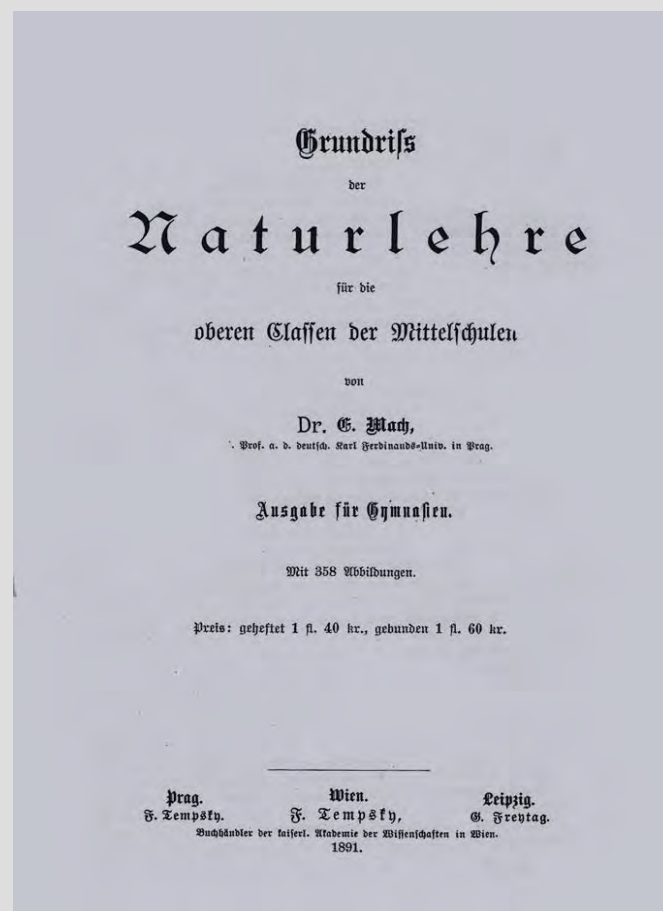 Grundriſs
der
Naturlehre
für die
oberen Claſſen der Mittelſchulen
von
Dr. E. Mach,
Prof. a. d. deutſch. Karl Ferdinands-Univ. in Prag.
Ausgabe für Gymnaſien.
Mit 358 Abbildungen.
Preis: geheftet 1 fl. 40 kr., gebunden 1 fl. 60 kr.
Prag. Wien. Leipzig.
F. Tempsky. F. Tempsky, G. Freytag.
Buchhändler der kaiſerl. Akademie der Wiſſenſchaften in Wien.
1891.